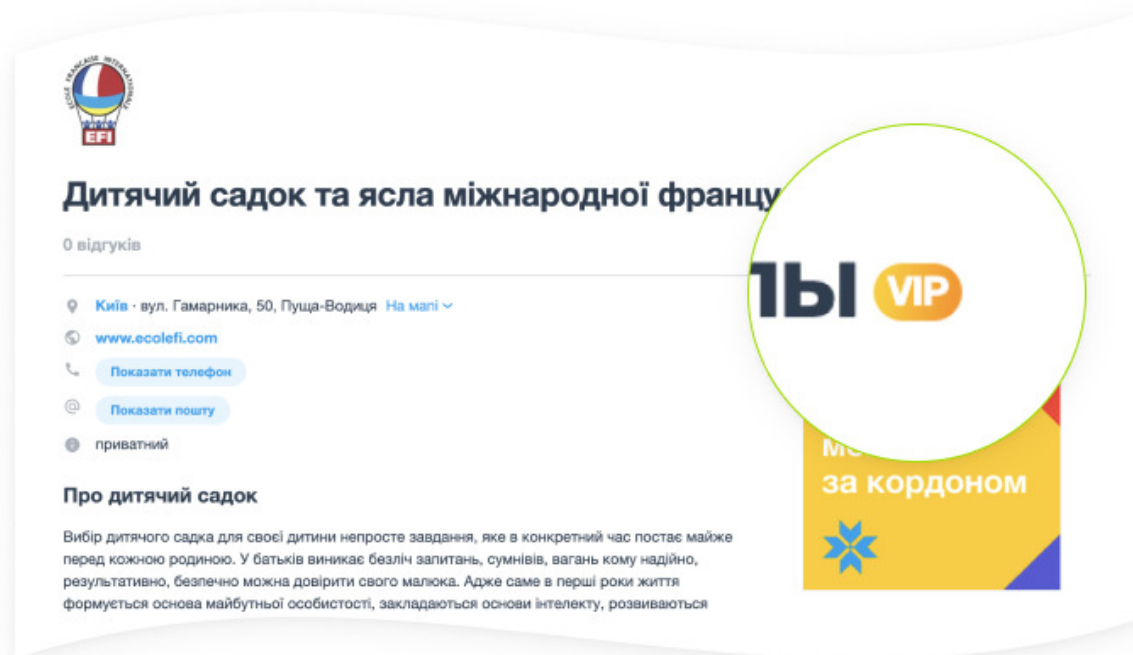 ECOLE FRANÇAISE INTERNATIONALE
EFI
Дитячий садок та ясла міжнародної францу
лы VIP
0 відгуків
Київ · вул. Гамарника, 50, Пуща-Водиця На мапі
www.ecolefi.com
Показати телефон
Показати пошту
приватний
за кордоном
Про дитячий садок
Вибір дитячого садка для своєї дитини непросте завдання, яке в конкретний час постає майже
перед кожною родиною. У батьків виникає безліч запитань, сумнівів, вагань кому надійно,
результативно, безпечно можна довірити свого малюка. Адже саме в перші роки життя
формується основа майбутньої особистості, закладаються основи інтелекту, розвиваються